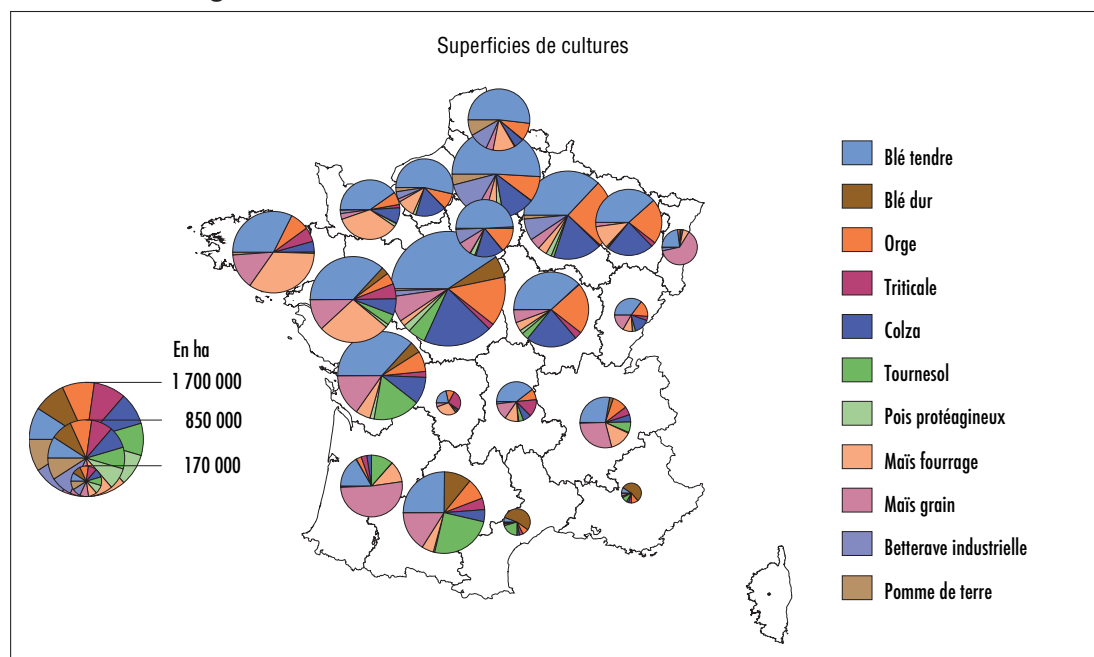 Superficies de cultures
En ha
1 700 000
850 000
170 000
Blé tendre
Blé dur
Orge
Triticale
Colza
Tournesol
Pois protéagineux
Maïs fourrage
Maïs grain
Betterave industrielle
Pomme de terre